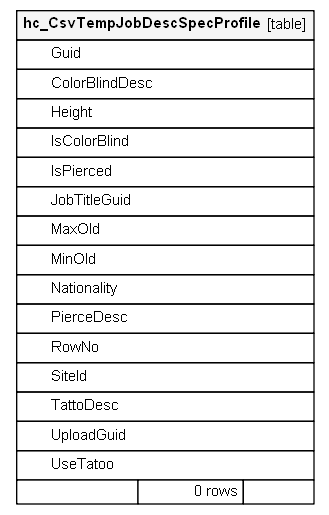 hc_CsvTempJobDescSpecProfile [table]
Guid
ColorBlindDesc
Height
IsColorBlind
IsPierced
JobTitleGuid
MaxOld
MinOld
Nationality
PierceDesc
RowNo
SiteId
TattoDesc
UploadGuid
UseTatoo
0 rows